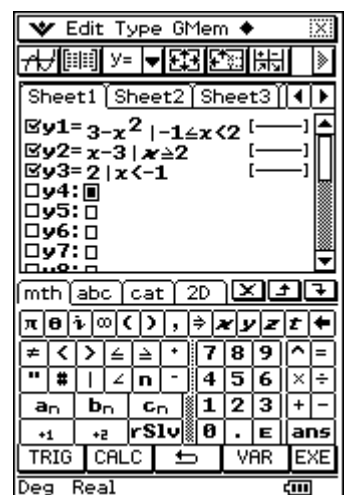 Edit Type GMem
y=
Sheet1 Sheet2 Sheet3
y1=3-x² |-1≤x<2 [—]
y2=x-3|x≥2 [—]
y3=2|x<-1 [—]
y4:
y5:
y6:
y7:
mth abc cat 2D
π θ i ∞ ( ) , ⇒ x y z t ←
≠ < > ≤ ≥ 7 8 9 ^ =
" # | ∠ n - 4 5 6 × ÷
an bn cn 1 2 3 + −
+1 +2 rSlv 0 . E ans
TRIG CALC VAR EXE
Deg Real